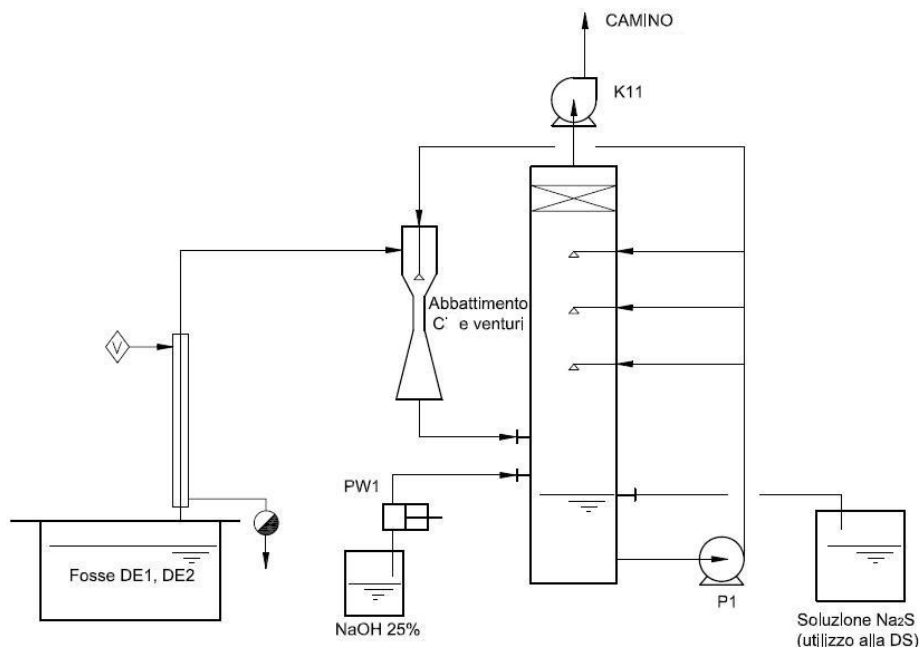 CAMINO
K11
Abbattimento
C˙ e venturi
V
PW1
Fosse DE1, DE2
NaOH 25%
P1
Soluzione Na₂S
(utilizzo alla DS)